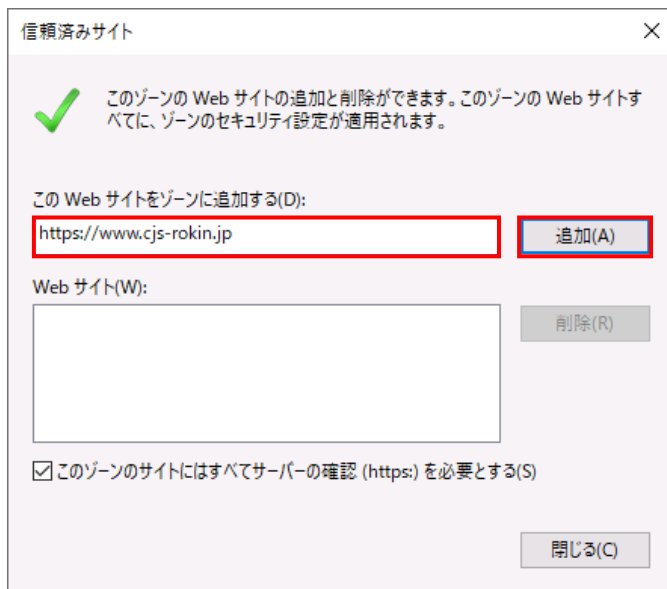 信頼済みサイト
このゾーンの Web サイトの追加と削除ができます。このゾーンの Web サイトす
べてに、ゾーンのセキュリティ設定が適用されます。
この Web サイトをゾーンに追加する(D):
https://www.cjs-rokin.jp
追加(A)
Web サイト(W):
削除(R)
このゾーンのサイトにはすべてサーバーの確認 (https:) を必要とする(S)
閉じる(C)